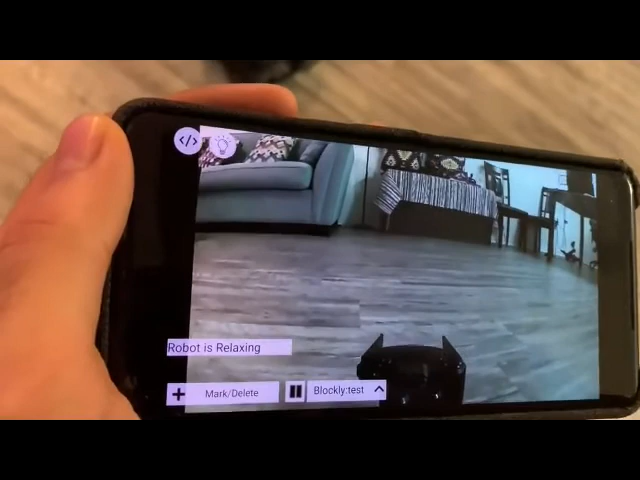 </>
Robot is Relaxing
+ Mark/Delete
Blockly:test